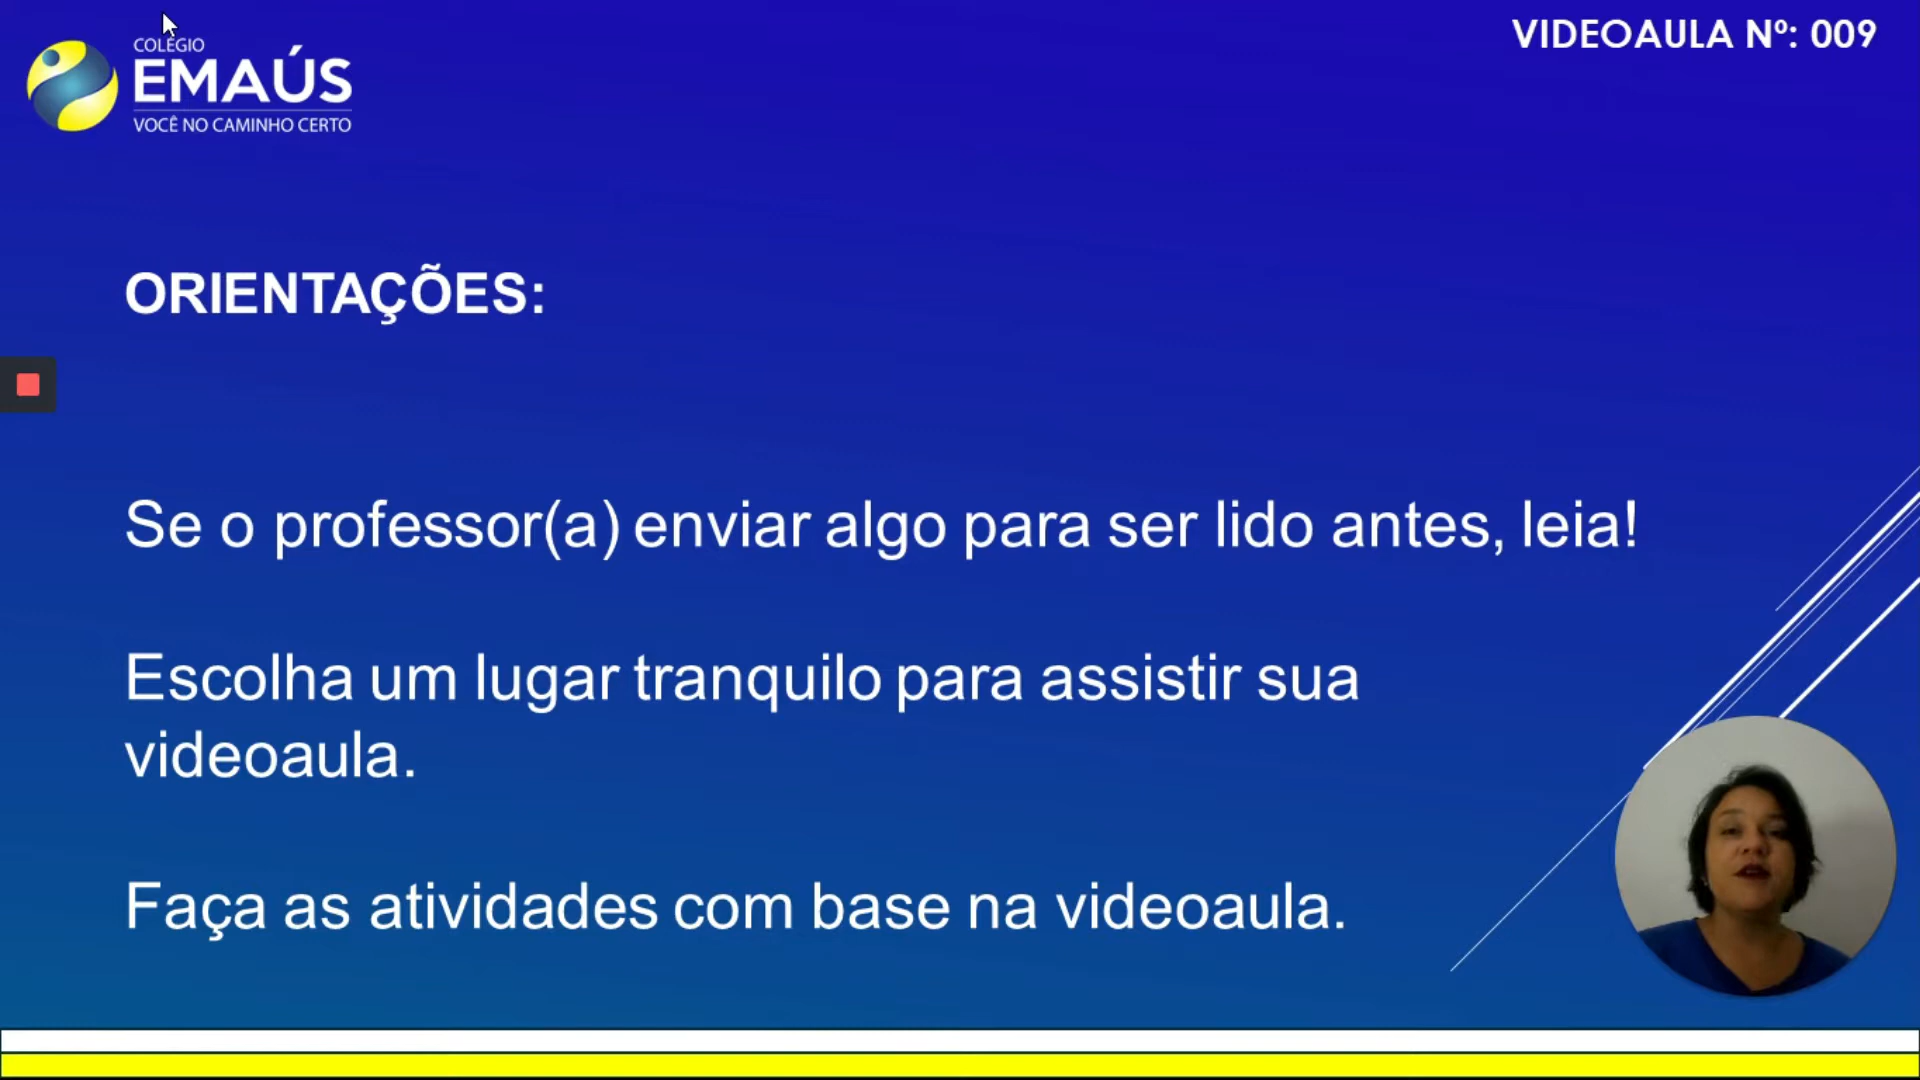 COLÉGIO
EMAÚS
VOCÊ NO CAMINHO CERTO
VIDEOAULA Nº: 009
ORIENTAÇÕES:
Se o professor(a) enviar algo para ser lido antes, leia!
Escolha um lugar tranquilo para assistir sua
videoaula.
Faça as atividades com base na videoaula.